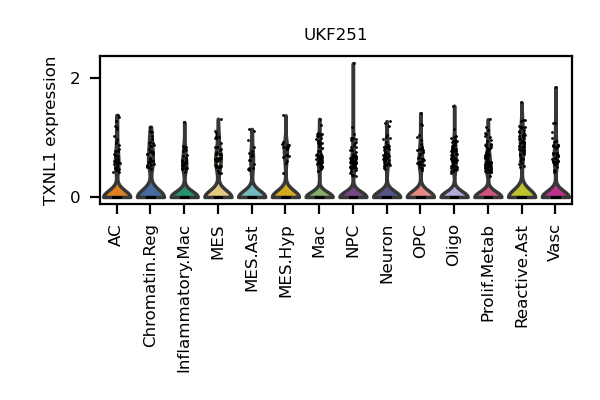 UKF251
TXNL1 expression
2
0
AC
Chromatin.Reg
Inflammatory.Mac
MES
MES.Ast
MES.Hyp
Mac
NPC
Neuron
OPC
Oligo
Prolif.Metab
Reactive.Ast
Vasc